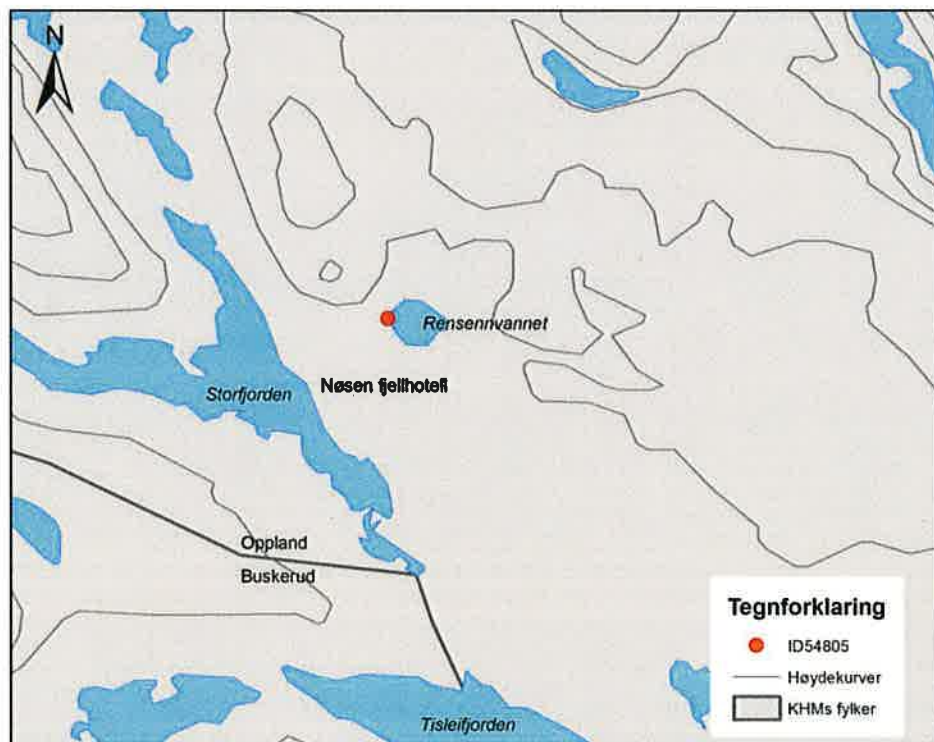 N
Rensennvannet
Nøsen fjellhotell
Storfjorden
Oppland
Buskerud
Tisleifjorden
Tegnforklaring
ID54805
Høydekurver
KHMs fylker